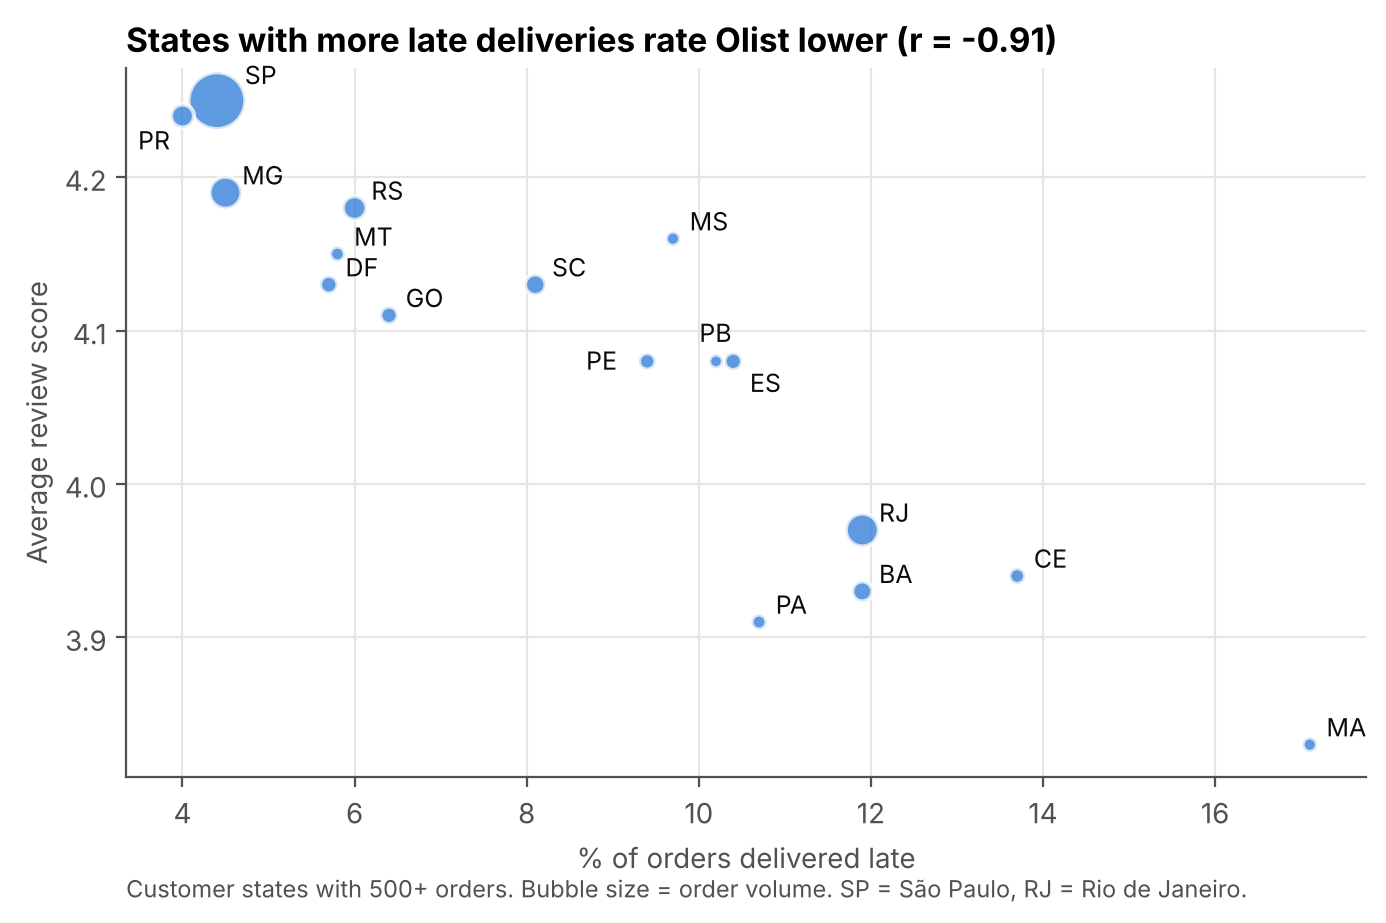 States with more late deliveries rate Olist lower (r = -0.91)
SP
PR
4.2
MG
RS
MS
MT
DF
SC
GO
4.1
PB
PE
ES
Average review score
4.0
RJ
CE
BA
PA
3.9
MA
4 6 8 10 12 14 16
% of orders delivered late
Customer states with 500+ orders. Bubble size = order volume. SP = São Paulo, RJ = Rio de Janeiro.